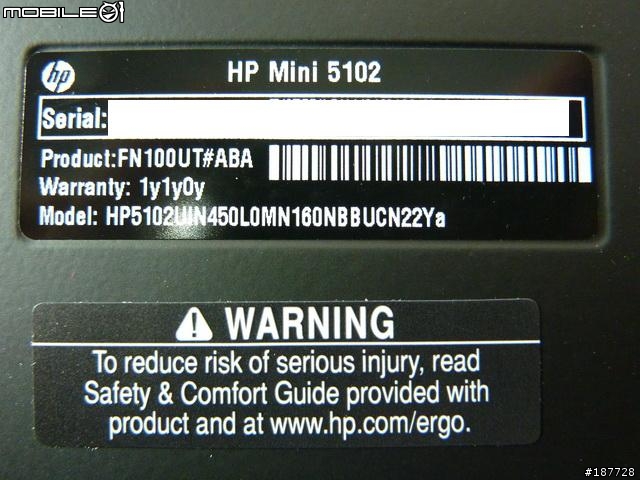 MOBILE01
hp
HP Mini 5102
Serial:
Product:FN100UT#ABA
Warranty: 1y1y0y
Model: HP5102UIN450L0MN160NBBUCN22Ya
WARNING
To reduce risk of serious injury, read
Safety & Comfort Guide provided with
product and at www.hp.com/ergo.
#187728